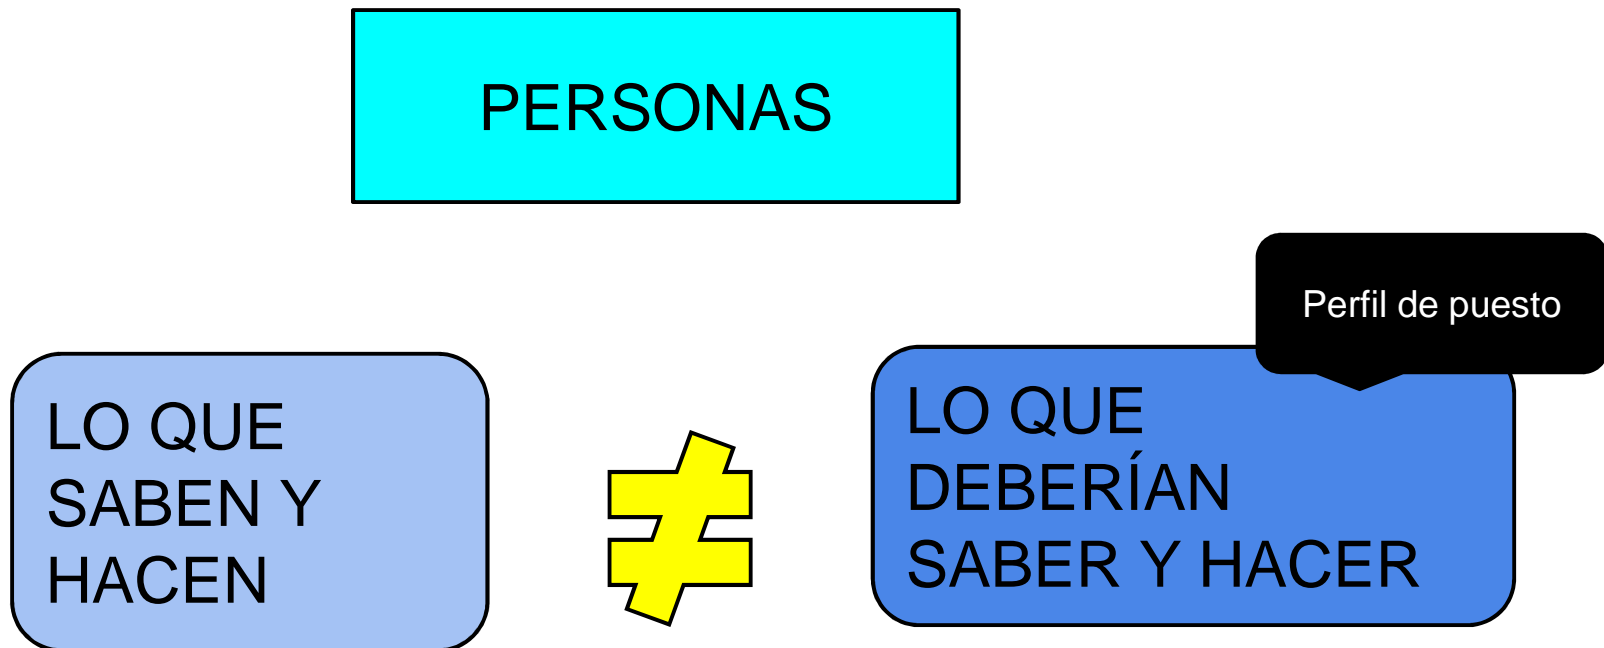 PERSONAS
Perfil de puesto
LO QUE
SABEN Y
HACEN
LO QUE
DEBERÍAN
SABER Y HACER